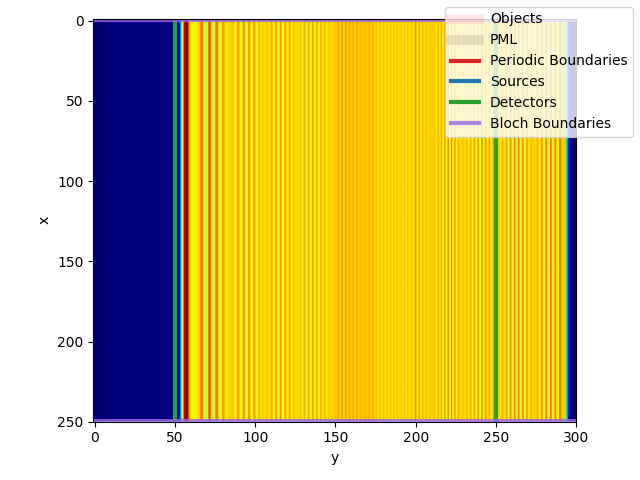 Objects
PML
Periodic Boundaries
Sources
Detectors
Bloch Boundaries
0
50
100
150
200
250
x
0 50 100 150 200 250 300
y